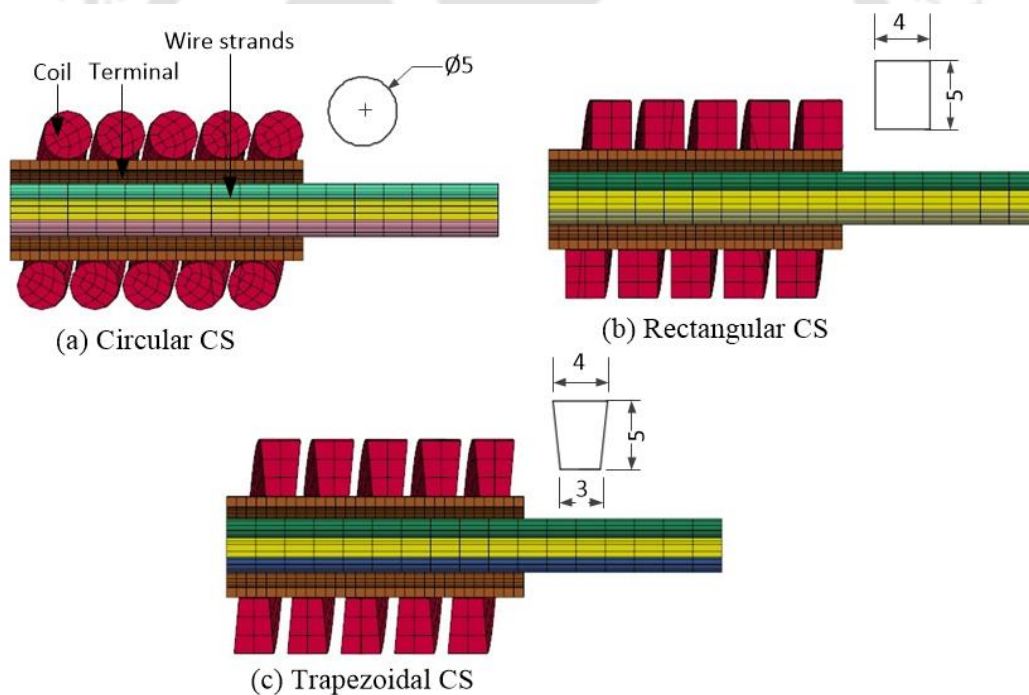 Wire strands
Coil
Terminal
Ø5
4
5
(a) Circular CS
(b) Rectangular CS
4
5
3
(c) Trapezoidal CS